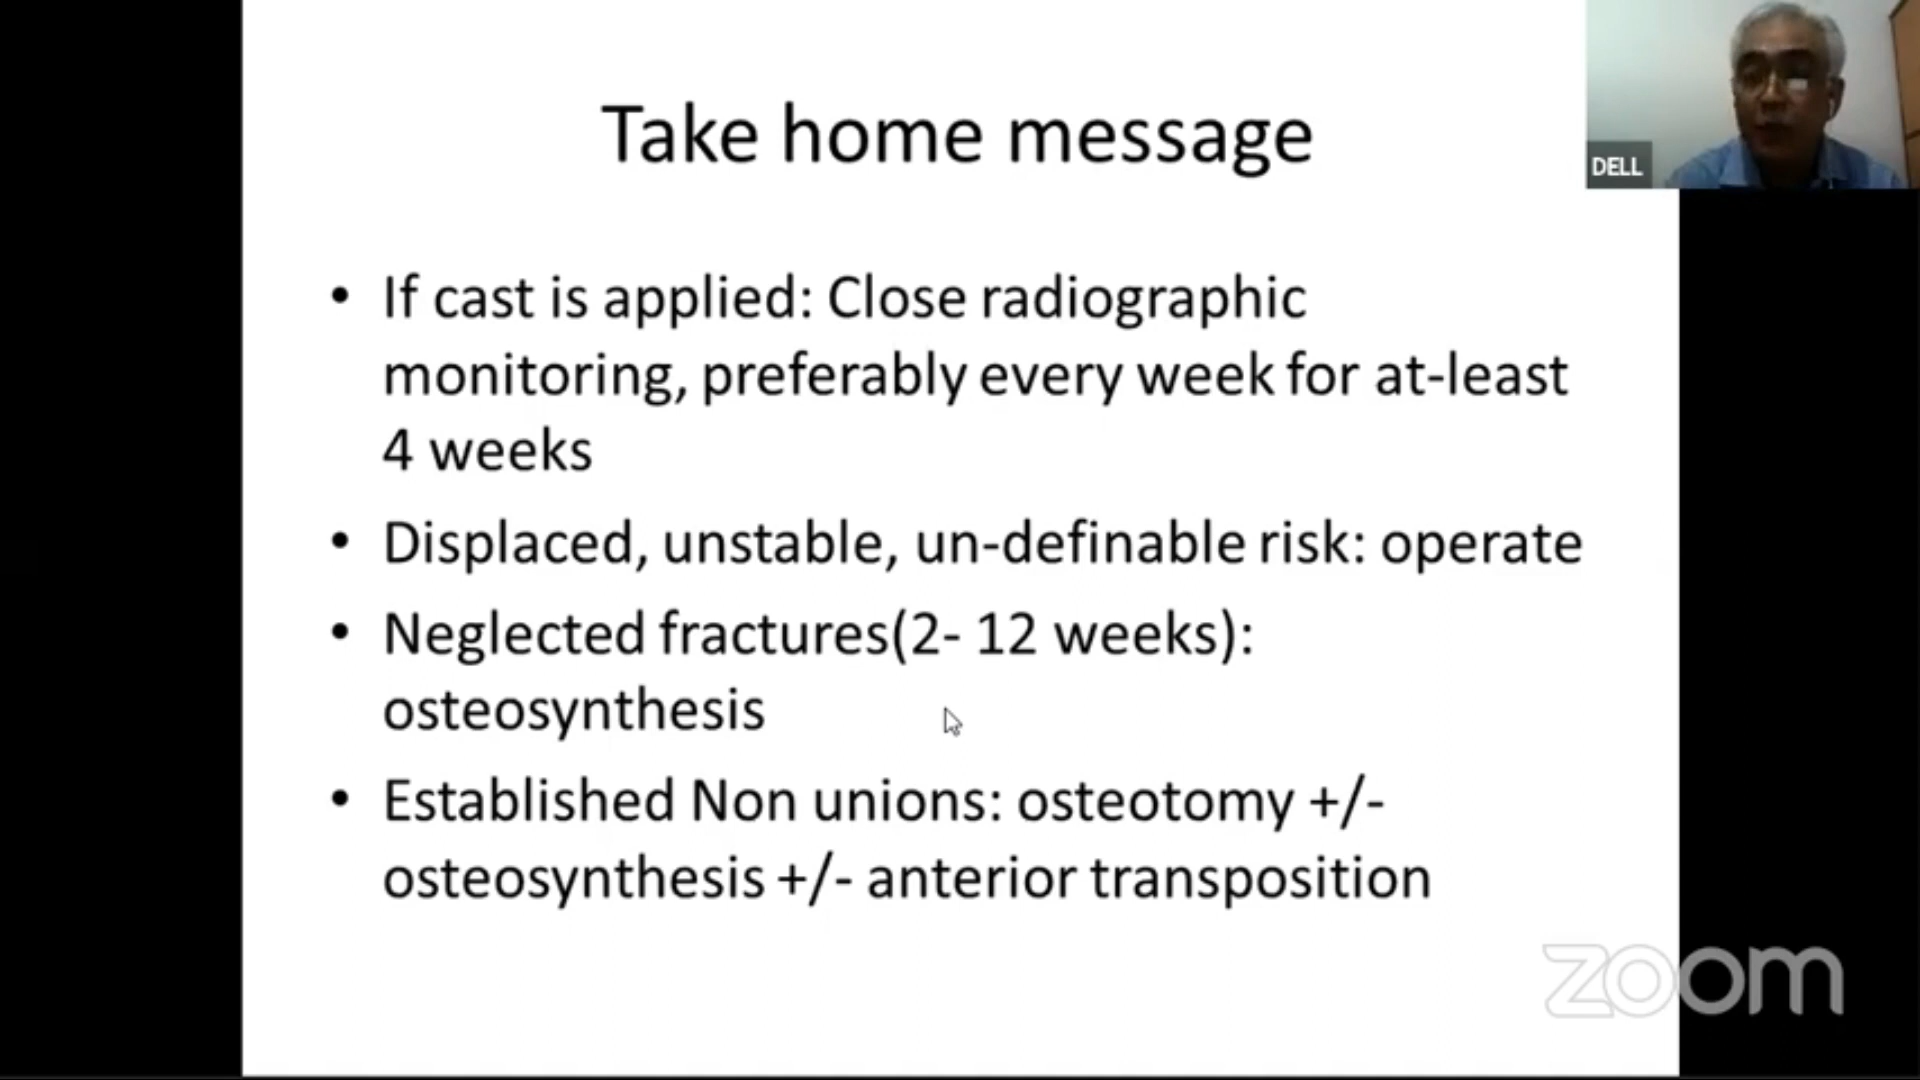 Take home message
DELL
• If cast is applied: Close radiographic
monitoring, preferably every week for at-least
4 weeks
• Displaced, unstable, un-definable risk: operate
• Neglected fractures(2- 12 weeks):
osteosynthesis
• Established Non unions: osteotomy +/-
osteosynthesis +/- anterior transposition
zoom